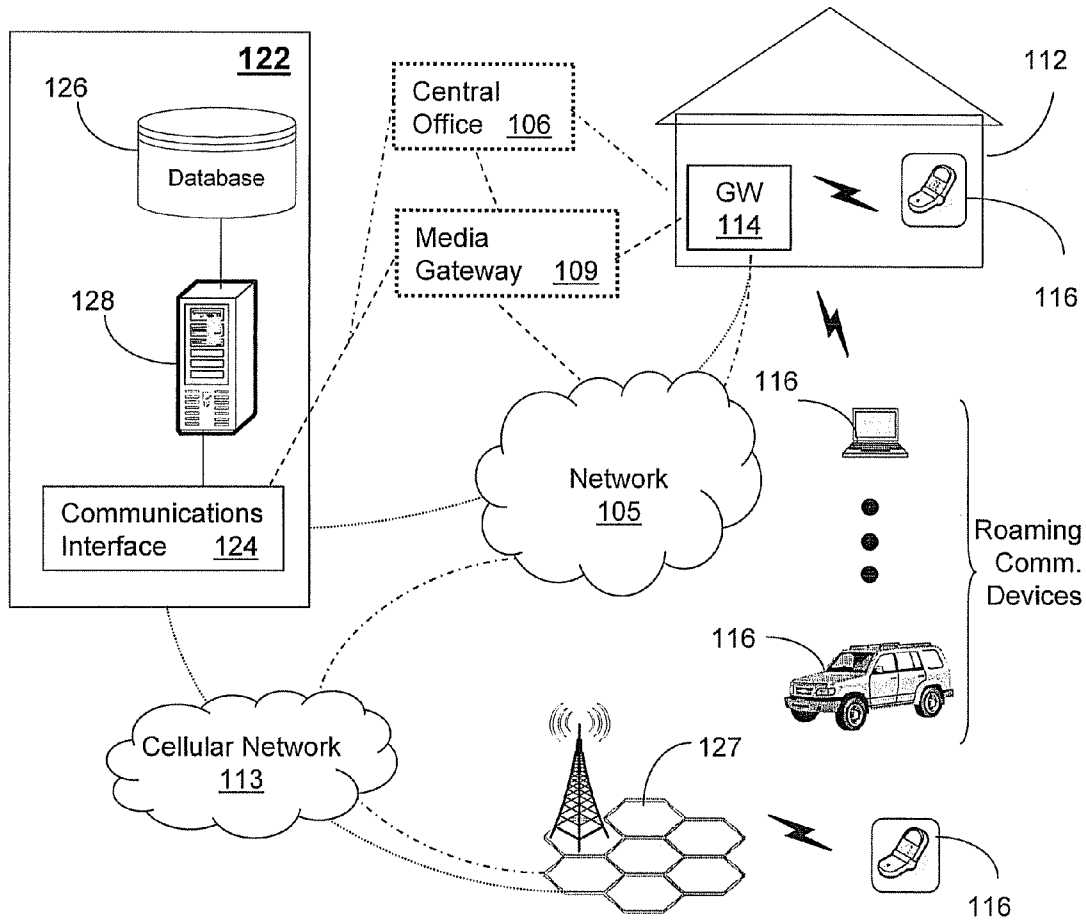 122
126
Database
128
Communications
Interface 124
Central
Office 106
Media
Gateway 109
112
GW
114
116
Network
105
116
Roaming
Comm.
Devices
116
Cellular Network
113
127
116